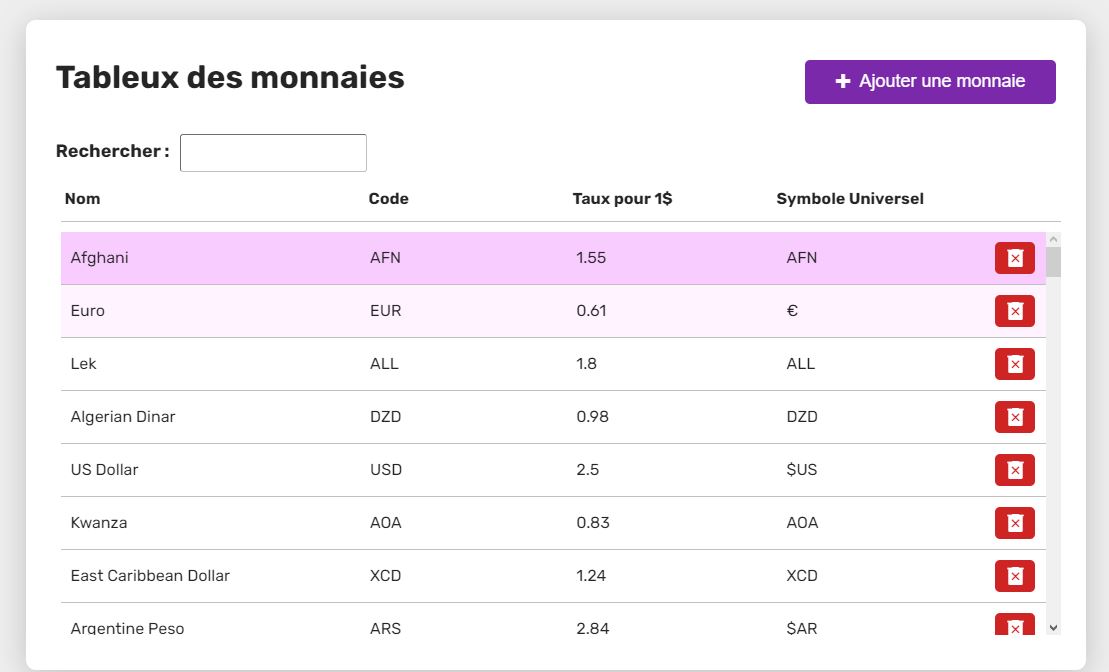 Tableux des monnaies
Ajouter une monnaie
Rechercher :
Nom Code Taux pour 1$ Symbole Universel
Afghani AFN 1.55 AFN
Euro EUR 0.61 €
Lek ALL 1.8 ALL
Algerian Dinar DZD 0.98 DZD
US Dollar USD 2.5 $US
Kwanza AOA 0.83 AOA
East Caribbean Dollar XCD 1.24 XCD
Argentine Peso ARS 2.84 $AR